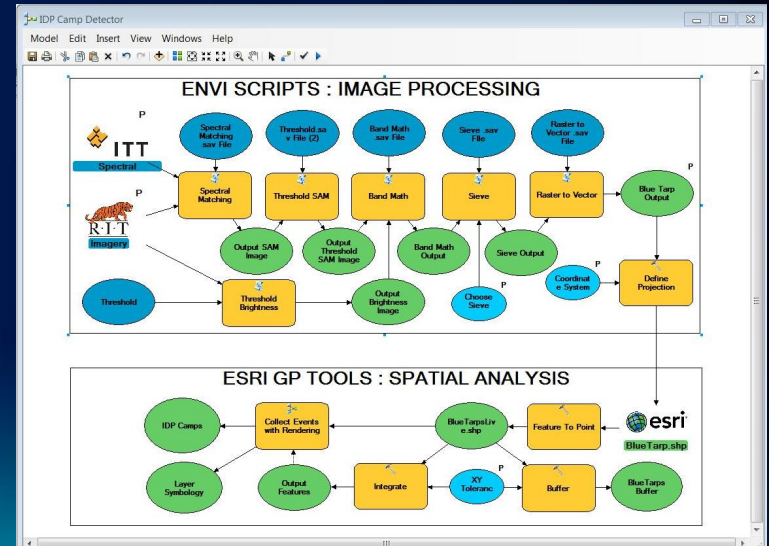 IDP Camp Detector
Model Edit Insert View Windows Help
ENVI SCRIPTS : IMAGE PROCESSING
P
ITT
Spectral
P
R·I·T
Imagery
Spectral
Matching
.sav File
Threshold.sa
v File (2)
Band Math
.sav File
Sieve .sav
File
Raster to
Vector .sav
File
Spectral
Matching
Threshold SAM
Band Math
Sieve
Raster to Vector
P
Blue Tarp
Output
Output SAM
Image
Output
Threshold
SAM Image
Band Math
Output
Sieve Output
Threshold
Threshold
Brightness
Output
Brightness
Image
P
Choose
Sieve
P
Coordinat
e System
Define
Projection
ESRI GP TOOLS : SPATIAL ANALYSIS
IDP Camps
Collect Events
with Rendering
BlueTarpsLiv
e.shp
Feature To Point
esri
BlueTarp.shp
Layer
Symbology
Output
Features
Integrate
P
XY
Toleranc
Buffer
BlueTarps
Buffer